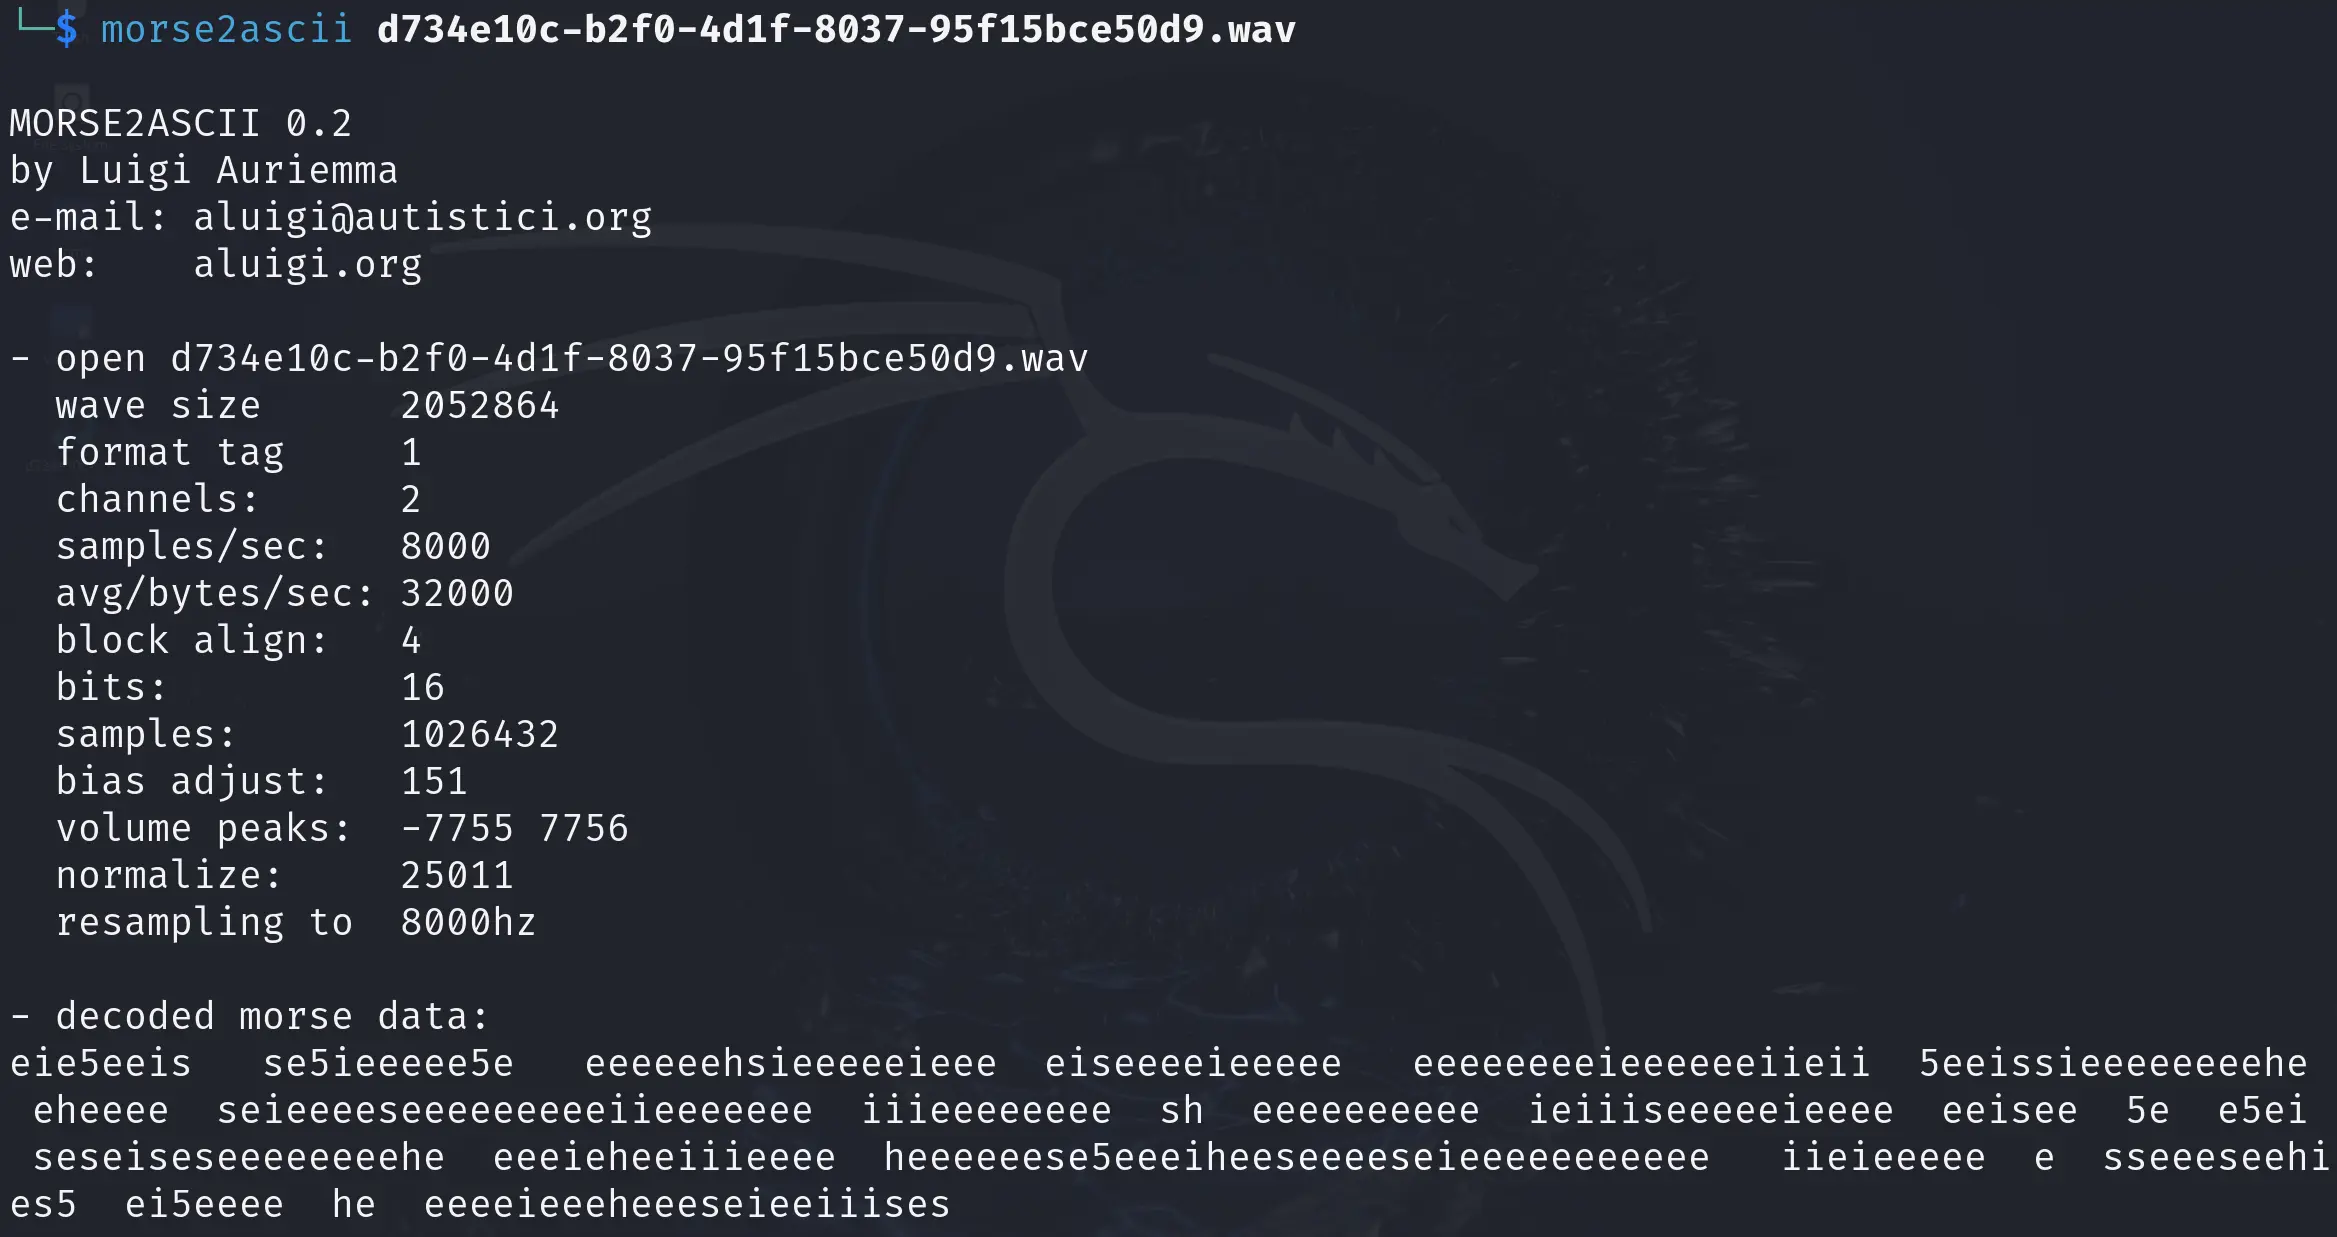 └─$ morse2ascii d734e10c-b2f0-4d1f-8037-95f15bce50d9.wav
MORSE2ASCII 0.2
by Luigi Auriemma
e-mail: aluigi@autistici.org
web:    aluigi.org
- open d734e10c-b2f0-4d1f-8037-95f15bce50d9.wav
  wave size      2052864
  format tag     1
  channels:      2
  samples/sec:   8000
  avg/bytes/sec: 32000
  block align:   4
  bits:          16
  samples:       1026432
  bias adjust:   151
  volume peaks:  -7755 7756
  normalize:     25011
  resampling to  8000hz
- decoded morse data:
eie5eeis   se5ieeeee5e   eeeeeehsieeeeeieee  eiseeeeieeeee   eeeeeeeeieeeeeeiieii  5eeissieeeeeeeehe
 eheeee  seieeeeseeeeeeeeeiieeeeeee  iiieeeeeeee  sh  eeeeeeeeee  ieiiiseeeeeieeee  eeisee  5e  e5ei
 seseiseseeeeeeeehe  eeeieheeiiieeee  heeeeeese5eeeiheeseeeeseieeeeeeeeeee   iieieeeee  e  sseeeseehi
es5  ei5eeee  he  eeeeieeeheeeseieeiiises